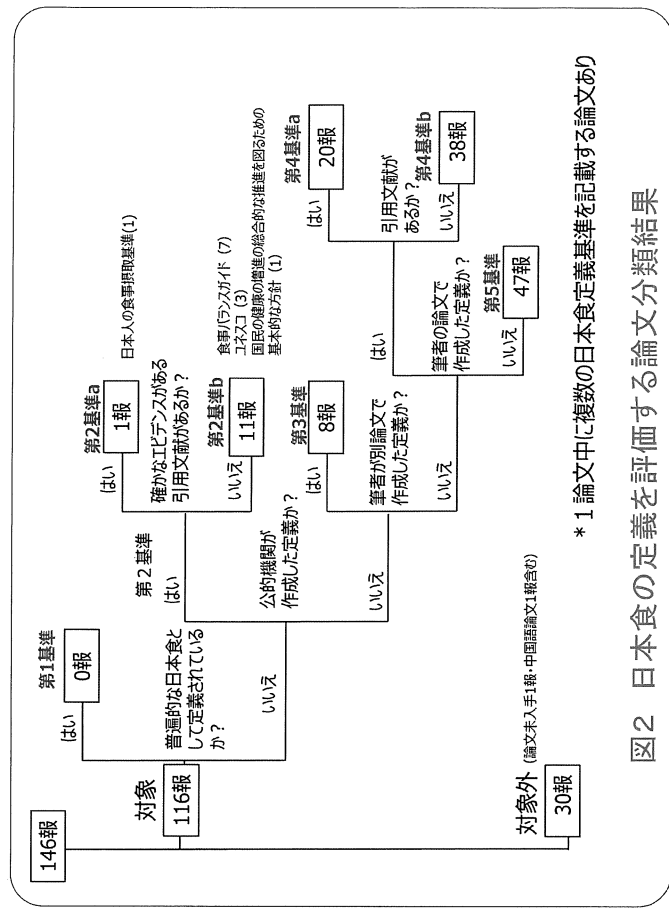 146報
対象
116報
対象外 (論文未入手1報・中国語論文1報含む)
30報
普遍的な日本食と
して定義されている
か?
はい
第1基準
0報
いいえ
公的機関が
作成した定義か?
はい
第2基準
確かなエビデンスがある
引用文献があるか?
はい
第2基準a
1報
日本人の食事摂取基準(1)
いいえ
第2基準b
11報
食事バランスガイド (7)
ユネスコ (3)
国民の健康の増進の総合的な推進を図るための
基本的な方針 (1)
いいえ
筆者が別論文で
作成した定義か?
はい
第3基準
8報
いいえ
筆者の論文で
作成した定義か?
はい
引用文献が
あるか?
はい
第4基準a
20報
いいえ
第4基準b
38報
いいえ
第5基準
47報
*1論文中に複数の日本食定義基準を記載する論文あり
図2 日本食の定義を評価する論文分類結果